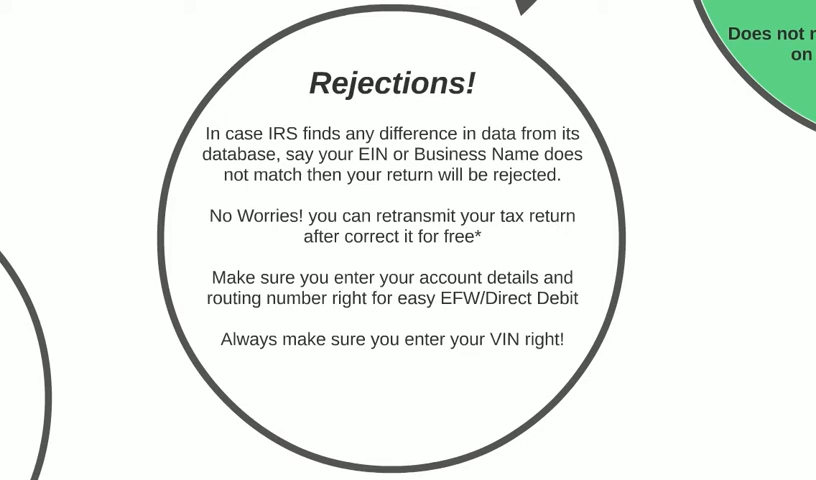 Rejections!
In case IRS finds any difference in data from its
database, say your EIN or Business Name does
not match then your return will be rejected.
No Worries! you can retransmit your tax return
after correct it for free*
Make sure you enter your account details and
routing number right for easy EFW/Direct Debit
Always make sure you enter your VIN right!
Does not
on